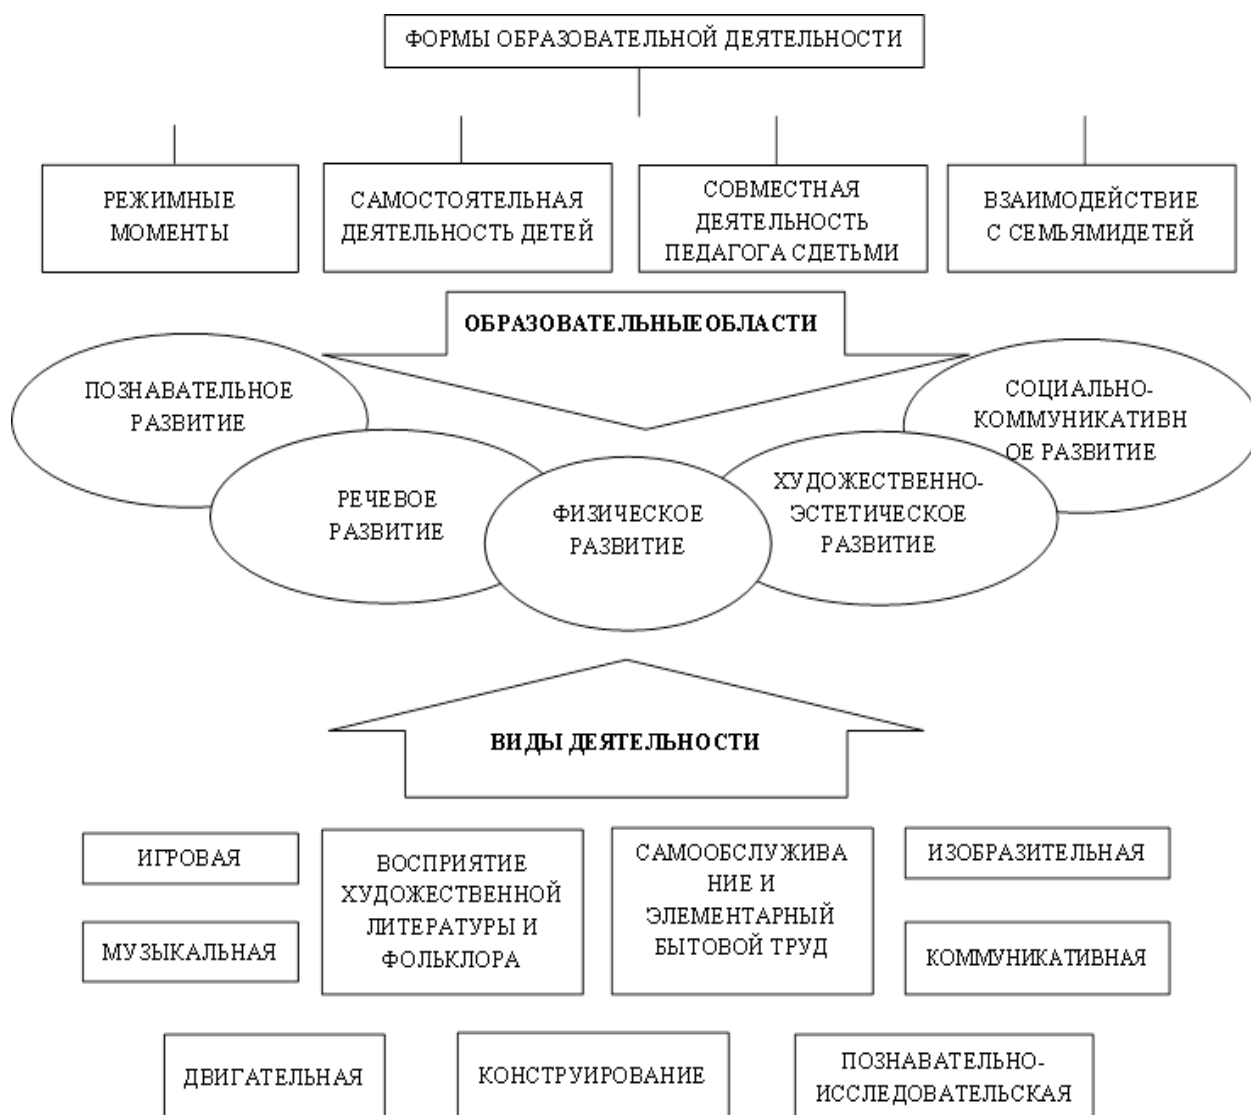 ФОРМЫ ОБРАЗОВАТЕЛЬНОЙ ДЕЯТЕЛЬНОСТИ
РЕЖИМНЫЕ
МОМЕНТЫ
САМОСТОЯТЕЛЬНАЯ
ДЕЯТЕЛЬНОСТЬ ДЕТЕЙ
СОВМЕСТНАЯ
ДЕЯТЕЛЬНОСТЬ
ПЕДАГОГА СДЕТЬМИ
ВЗАИМОДЕЙСТВИЕ
С СЕМЬЯМИДЕТЕЙ
ОБРАЗОВАТЕЛЬНЫЕОБЛАСТИ
ПОЗНАВАТЕЛЬНОЕ
РАЗВИТИЕ
РЕЧЕВОЕ
РАЗВИТИЕ
ФИЗИЧЕСКОЕ
РАЗВИТИЕ
ХУДОЖЕСТВЕННО-
ЭСТЕТИЧЕСКОЕ
РАЗВИТИЕ
СОЦИАЛЬНО-
КОММУНИКАТИВН
ОЕ РАЗВИТИЕ
ВИДЫ ДЕЯТЕЛЬНОСТИ
ИГРОВАЯ
МУЗЫКАЛЬНАЯ
ВОСПРИЯТИЕ
ХУДОЖЕСТВЕННОЙ
ЛИТЕРАТУРЫ И
ФОЛЬКЛОРА
САМООБСЛУЖИВА
НИЕ И
ЭЛЕМЕНТАРНЫЙ
БЫТОВОЙ ТРУД
ИЗОБРАЗИТЕЛЬНАЯ
КОММУНИКАТИВНАЯ
ДВИГАТЕЛЬНАЯ
КОНСТРУИРОВАНИЕ
ПОЗНАВАТЕЛЬНО-
ИССЛЕДОВАТЕЛЬСКАЯ